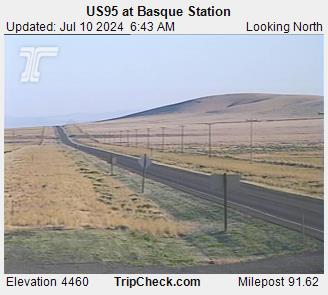 US95 at Basque Station
Updated: Jul 10 2024 6:43 AM Looking North
Elevation 4460 TripCheck.com Milepost 91.62